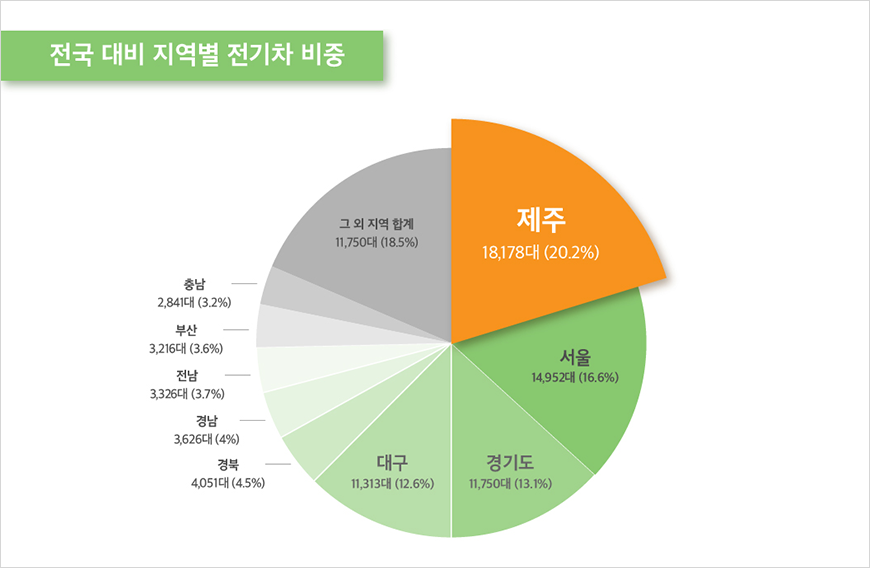 전국 대비 지역별 전기차 비중
제주
18,178대 (20.2%)
서울
14,952대 (16.6%)
경기도
11,750대 (13.1%)
대구
11,313대 (12.6%)
경북
4,051대 (4.5%)
경남
3,626대 (4%)
전남
3,326대 (3.7%)
부산
3,216대 (3.6%)
충남
2,841대 (3.2%)
그 외 지역 합계
11,750대 (18.5%)